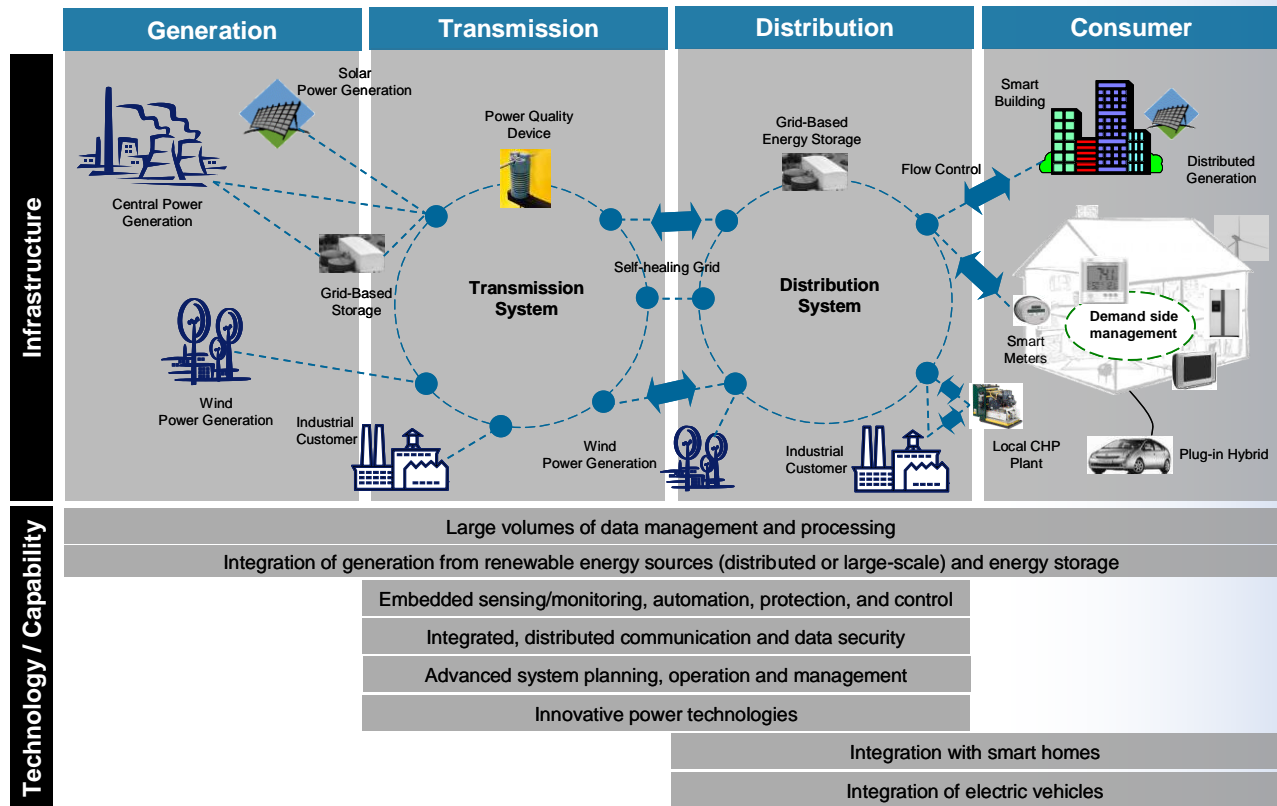 Generation
Transmission
Distribution
Consumer
Infrastructure
Solar
Power Generation
Central Power
Generation
Grid-Based
Storage
Wind
Power Generation
Industrial
Customer
Power Quality
Device
Transmission
System
Self-healing Grid
Wind
Power Generation
Grid-Based
Energy Storage
Distribution
System
Flow Control
Industrial
Customer
Smart
Building
Distributed
Generation
Demand side
management
Smart
Meters
Local CHP
Plant
Plug-in Hybrid
Technology / Capability
Large volumes of data management and processing
Integration of generation from renewable energy sources (distributed or large-scale) and energy storage
Embedded sensing/monitoring, automation, protection, and control
Integrated, distributed communication and data security
Advanced system planning, operation and management
Innovative power technologies
Integration with smart homes
Integration of electric vehicles